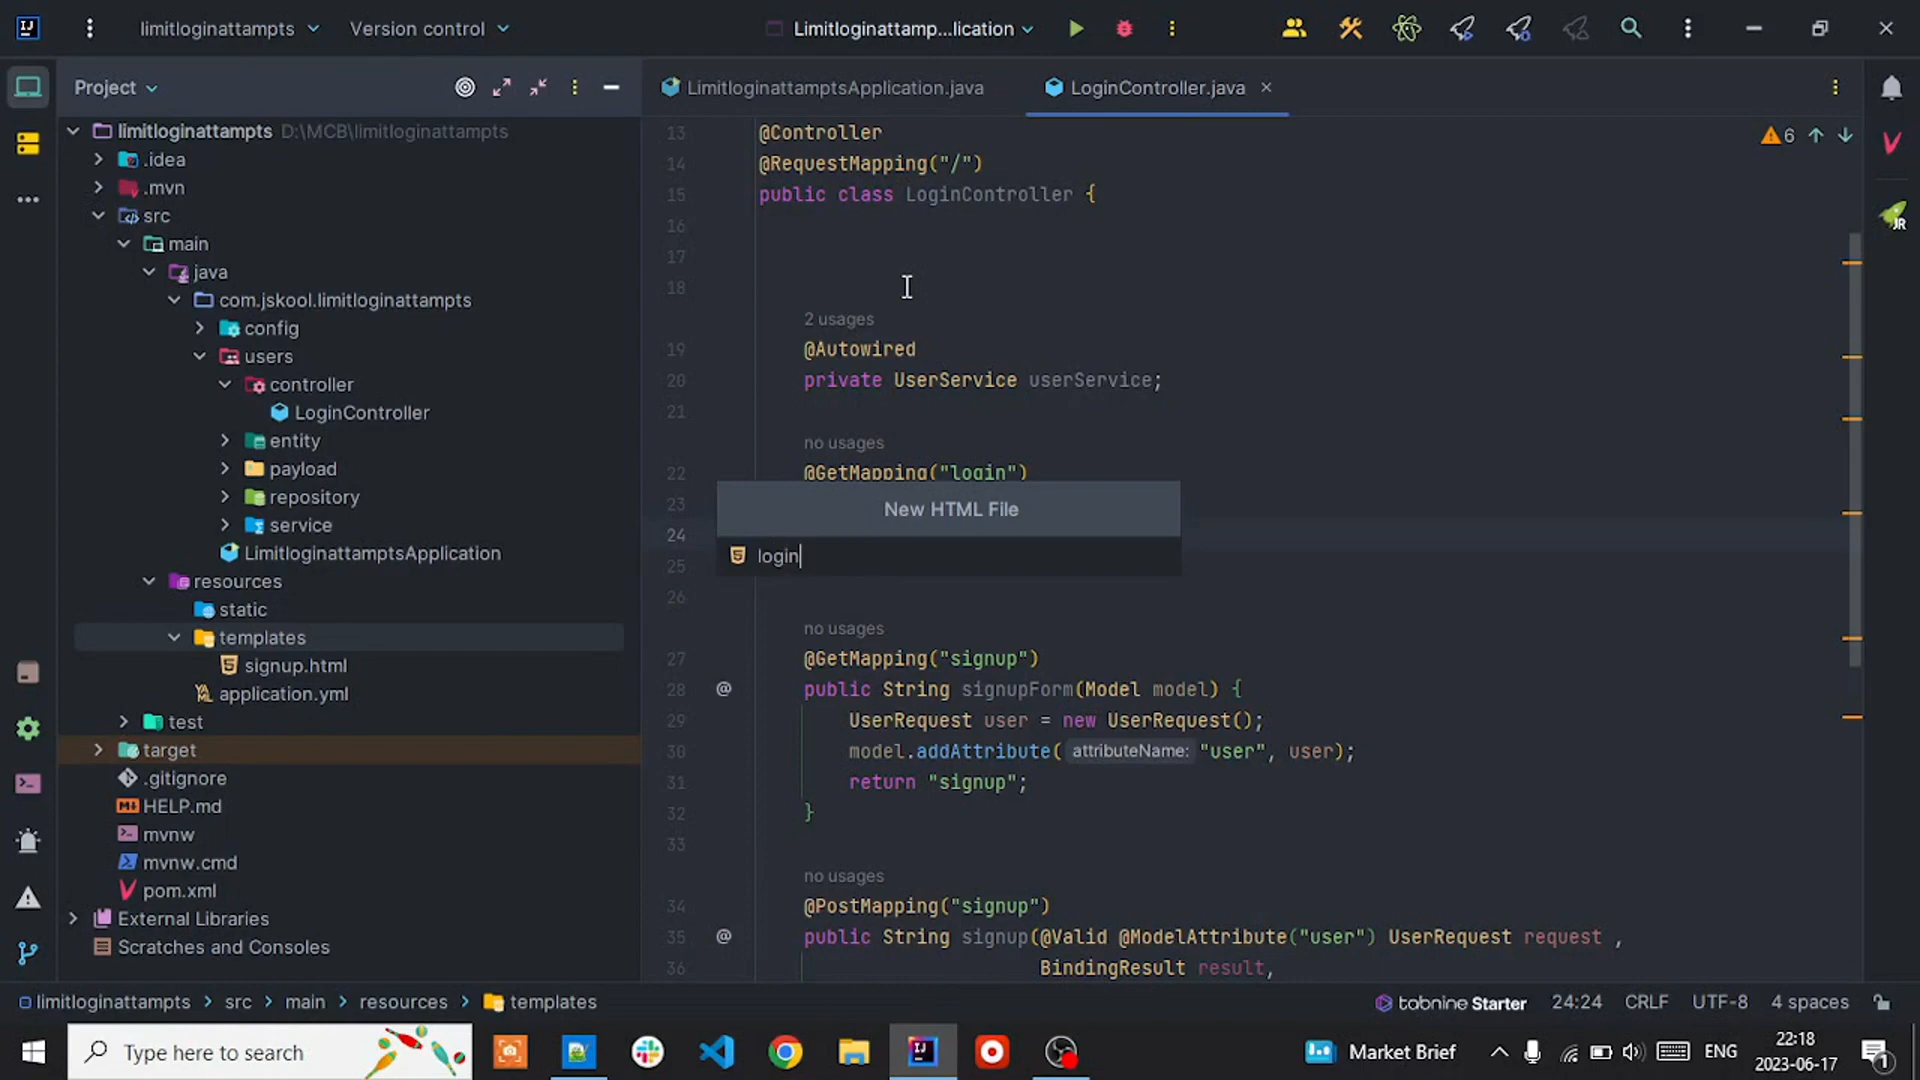 limitloginattampts
Version control
Limitloginattamp...lication
Project
LimitloginattamptsApplication.java
LoginController.java
limitloginattampts D:\MCB\limitloginattampts
.idea
.mvn
src
main
java
com.jskool.limitloginattampts
config
users
controller
LoginController
entity
payload
repository
service
LimitloginattamptsApplication
resources
static
templates
signup.html
application.yml
test
target
.gitignore
HELP.md
mvnw
mvnw.cmd
pom.xml
External Libraries
Scratches and Consoles
6
13 @Controller
14 @RequestMapping("/")
15 public class LoginController {
16
17
18
2 usages
19 @Autowired
20 private UserService userService;
21
no usages
22 @GetMapping("login")
23
24
25
26
New HTML File
login
no usages
27 @GetMapping("signup")
28 @ public String signupForm(Model model) {
29 UserRequest user = new UserRequest();
30 model.addAttribute( attributeName: "user", user);
31 return "signup";
32 }
33
no usages
34 @PostMapping("signup")
35 @ public String signup(@Valid @ModelAttribute("user") UserRequest request ,
36 BindingResult result,
limitloginattampts > src > main > resources > templates
tabnine Starter 24:24 CRLF UTF-8 4 spaces
Type here to search
Market Brief
ENG
22:18
2023-06-17
1
JR